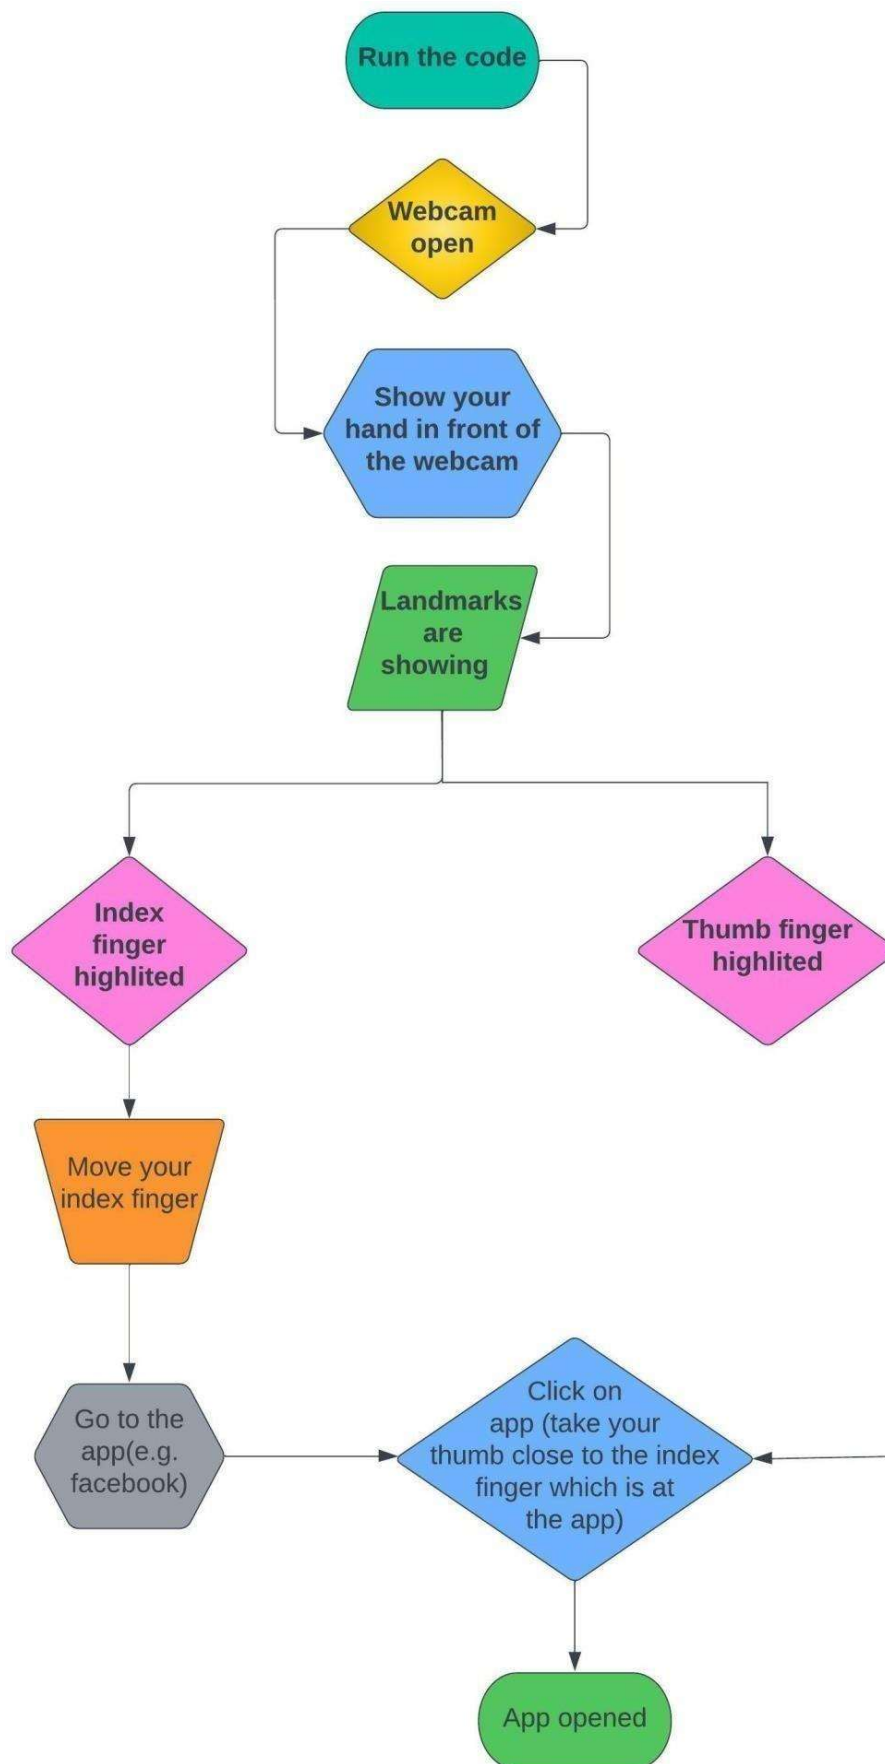 Run the code
Webcam
open
Show your
hand in front of
the webcam
Landmarks
are
showing
Index
finger
highlited
Thumb finger
highlited
Move your
index finger
Go to the
app(e.g.
facebook)
Click on
app (take your
thumb close to the index
finger which is at
the app)
App opened